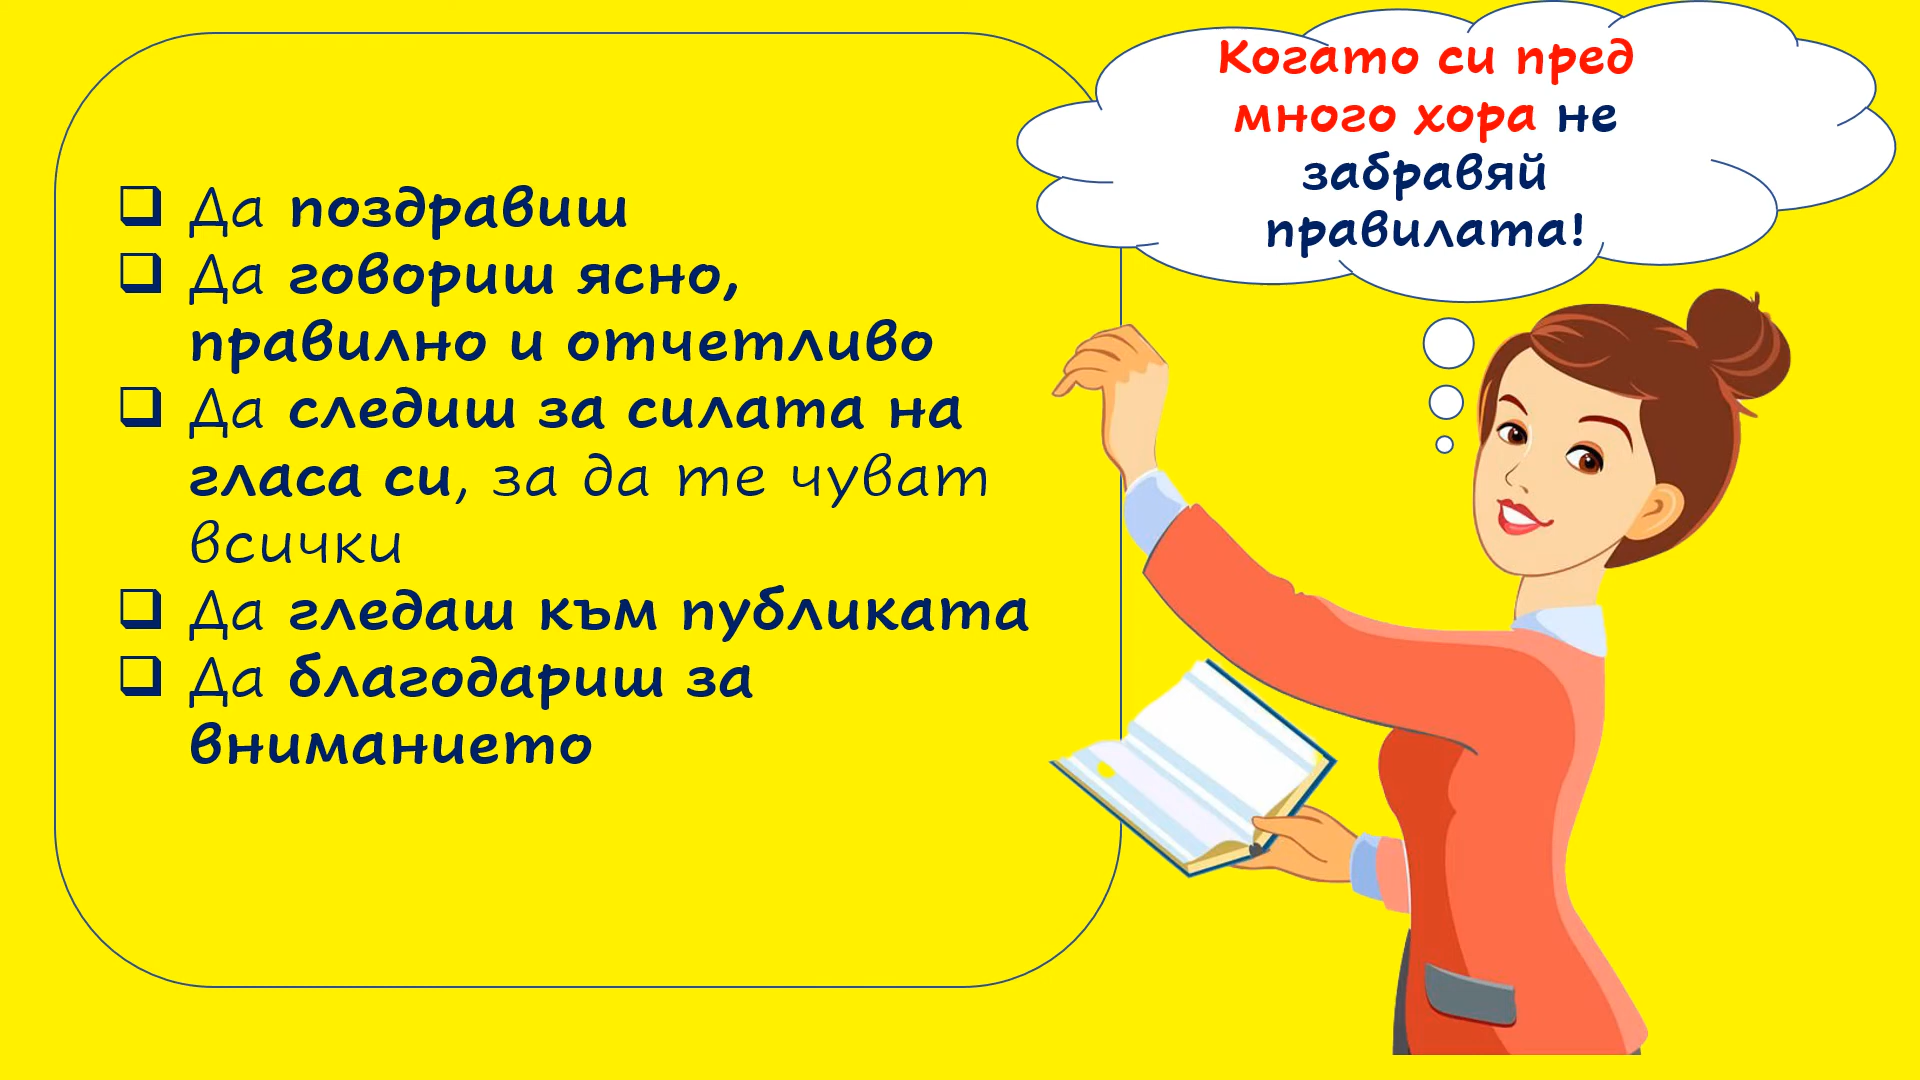 Когато си пред
много хора не
забравяй
правилата!
❑ Да поздравиш
❑ Да говориш ясно,
правилно и отчетливо
❑ Да следиш за силата на
гласа си, за да те чуват
всички
❑ Да гледаш към публиката
❑ Да благодариш за
вниманието